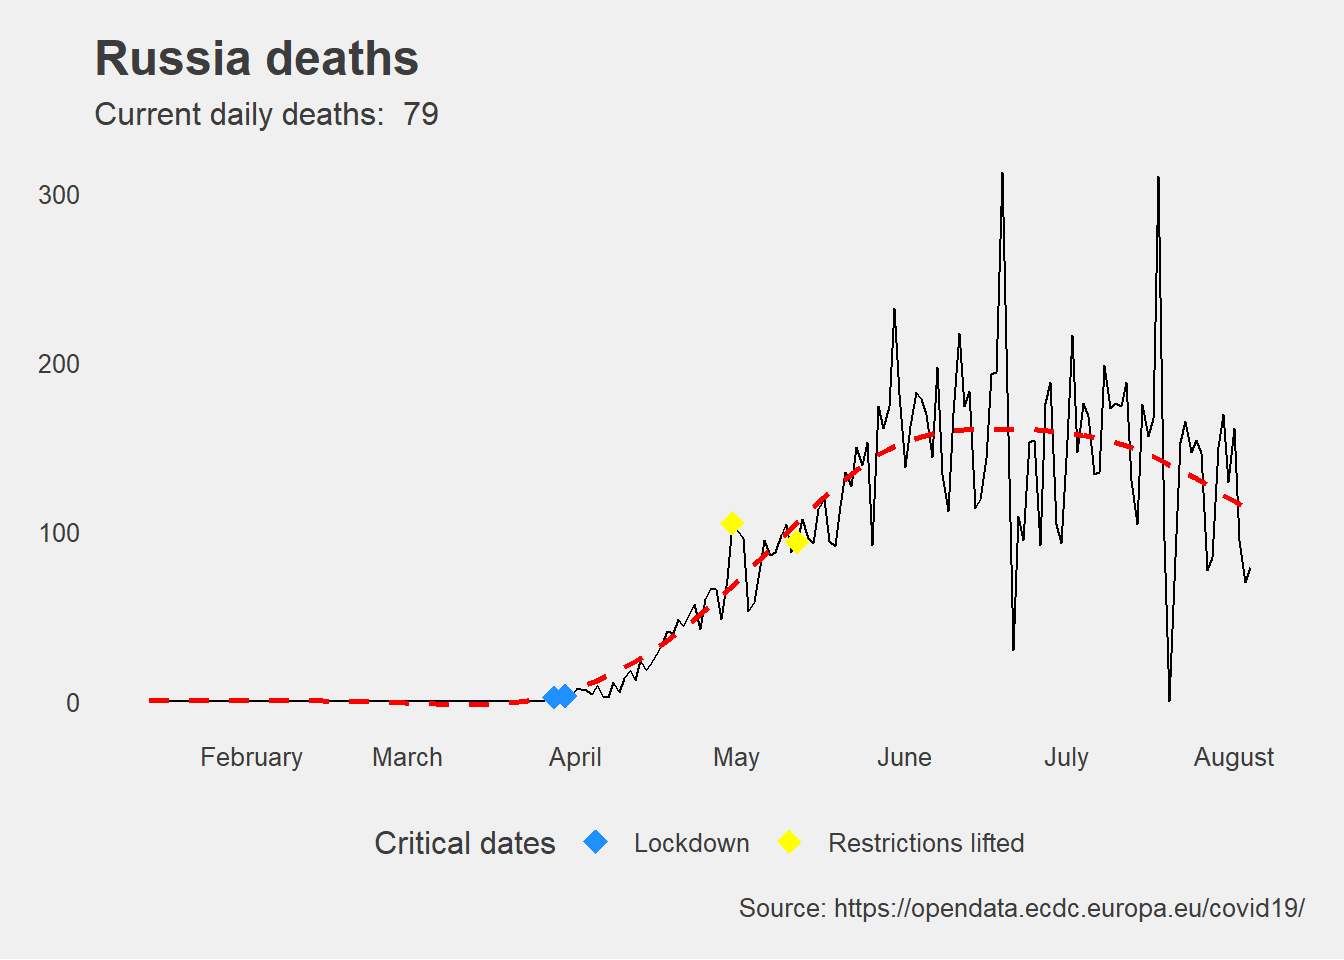 Russia deaths
Current daily deaths:  79
300
200
100
0
February March April May June July August
Critical dates Lockdown Restrictions lifted
Source: https://opendata.ecdc.europa.eu/covid19/